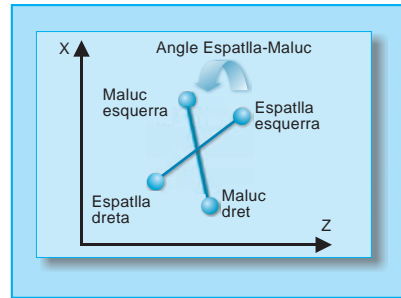 X
Angle Espatlla-Maluc
Maluc
esquerra
Espatlla
esquerra
Espatlla
dreta
Maluc
dret
Z